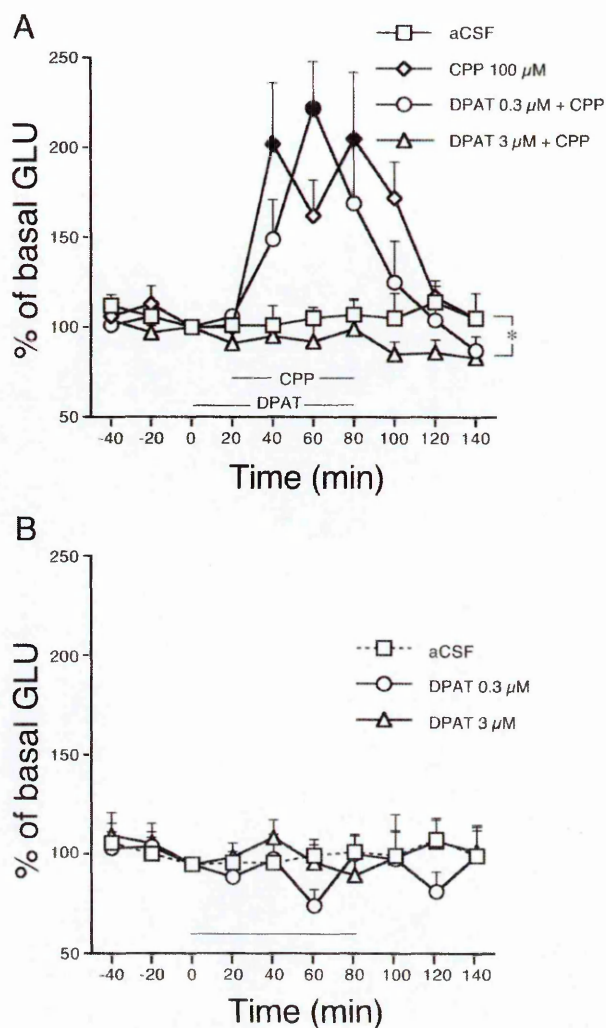 A
250
200
150
100
50
% of basal GLU
aCSF
CPP 100 μM
DPAT 0.3 μM + CPP
DPAT 3 μM + CPP
*
CPP
DPAT
-40 -20 0 20 40 60 80 100 120 140
Time (min)
B
250
200
150
100
50
% of basal GLU
aCSF
DPAT 0.3 μM
DPAT 3 μM
-40 -20 0 20 40 60 80 100 120 140
Time (min)